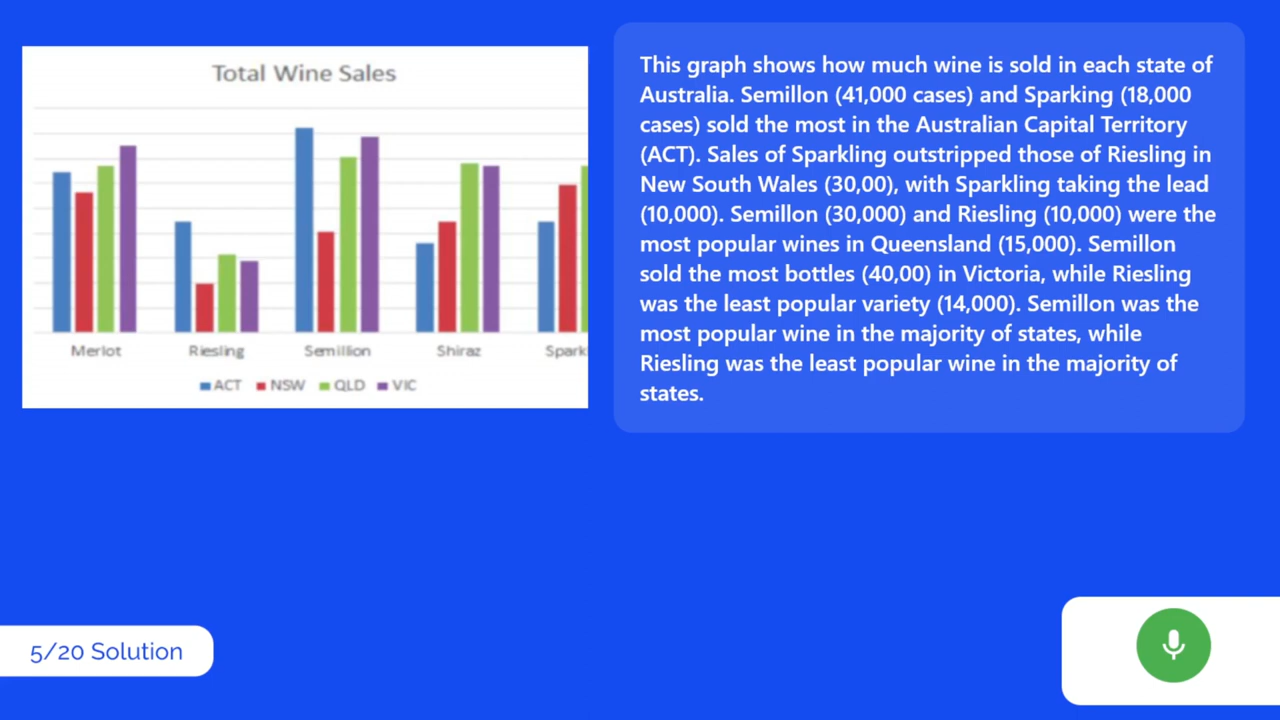 Total Wine Sales
Merlot Riesling Semillion Shiraz Spark
ACT NSW QLD VIC
This graph shows how much wine is sold in each state of
Australia. Semillon (41,000 cases) and Sparking (18,000
cases) sold the most in the Australian Capital Territory
(ACT). Sales of Sparkling outstripped those of Riesling in
New South Wales (30,00), with Sparkling taking the lead
(10,000). Semillon (30,000) and Riesling (10,000) were the
most popular wines in Queensland (15,000). Semillon
sold the most bottles (40,00) in Victoria, while Riesling
was the least popular variety (14,000). Semillon was the
most popular wine in the majority of states, while
Riesling was the least popular wine in the majority of
states.
5/20 Solution